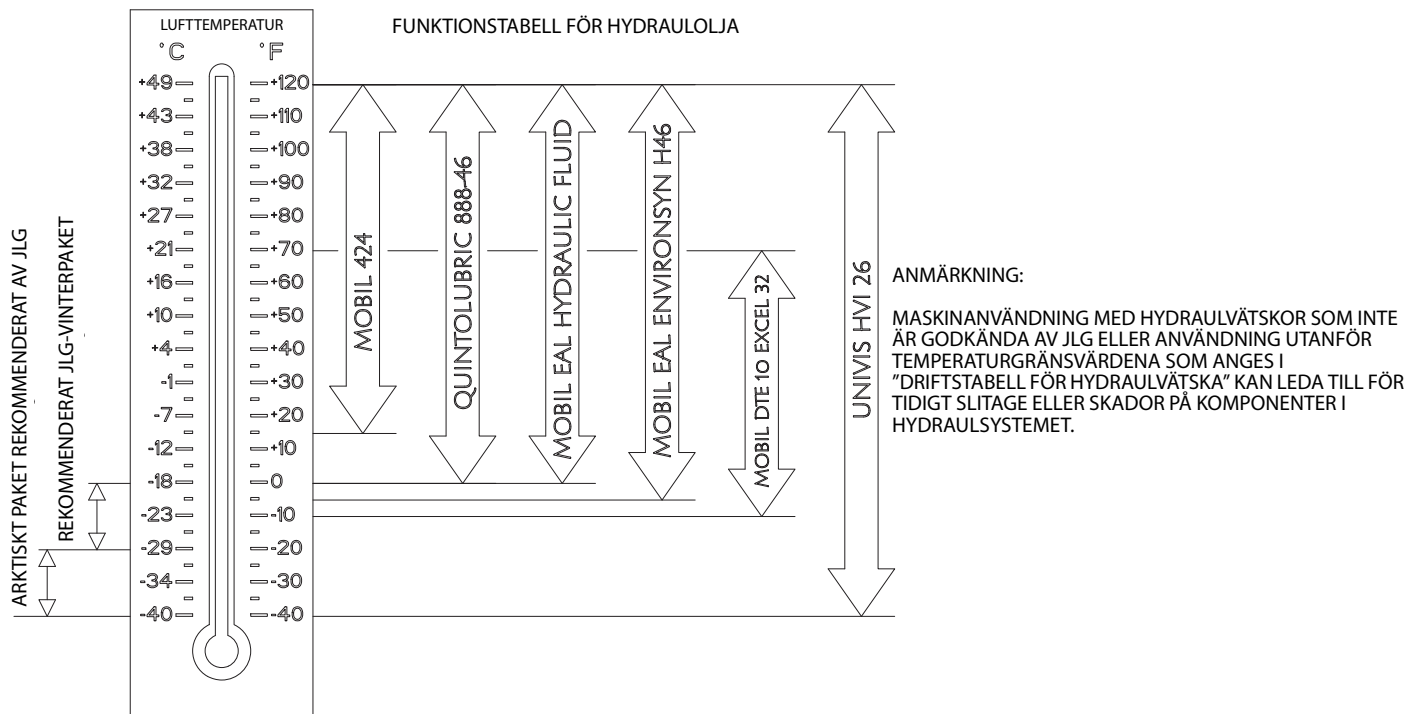 LUFTTEMPERATUR
FUNKTIONSTABELL FÖR HYDRAULOLJA
°C °F
+49 +120
+43 +110
+38 +100
+32 +90
+27 +80
+21 +70
+16 +60
+10 +50
+4 +40
-1 +30
-7 +20
-12 +10
-18 0
-23 -10
-29 -20
-34 -30
-40 -40
ARKTISKT PAKET REKOMMENDERAT AV JLG
REKOMMENDERAT JLG-VINTERPAKET
MOBIL 424
QUINTOLUBRIC 888-46
MOBIL EAL HYDRAULIC FLUID
MOBIL EAL ENVIRONSYN H46
MOBIL DTE 10 EXCEL 32
UNIVIS HVI 26
ANMÄRKNING:
MASKINANVÄNDNING MED HYDRAULVÄTSKOR SOM INTE
ÄR GODKÄNDA AV JLG ELLER ANVÄNDNING UTANFÖR
TEMPERATURGRÄNSVÄRDENA SOM ANGES I
”DRIFTSTABELL FÖR HYDRAULVÄTSKA” KAN LEDA TILL FÖR
TIDIGT SLITAGE ELLER SKADOR PÅ KOMPONENTER I
HYDRAULSYSTEMET.